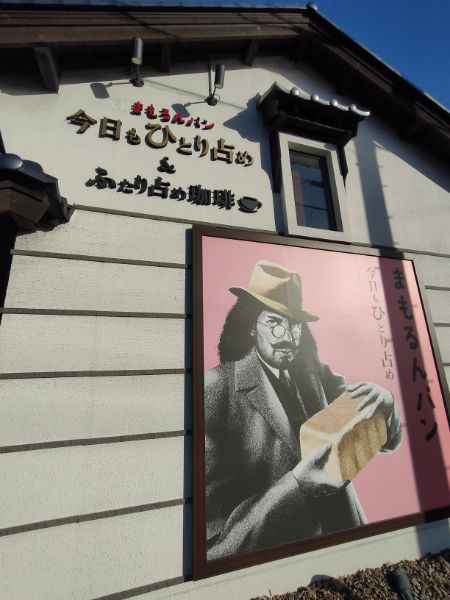 まもるんパン
今日もひとり占め
&
ふたり占め珈琲
まもるんパン
今日もひとり占め